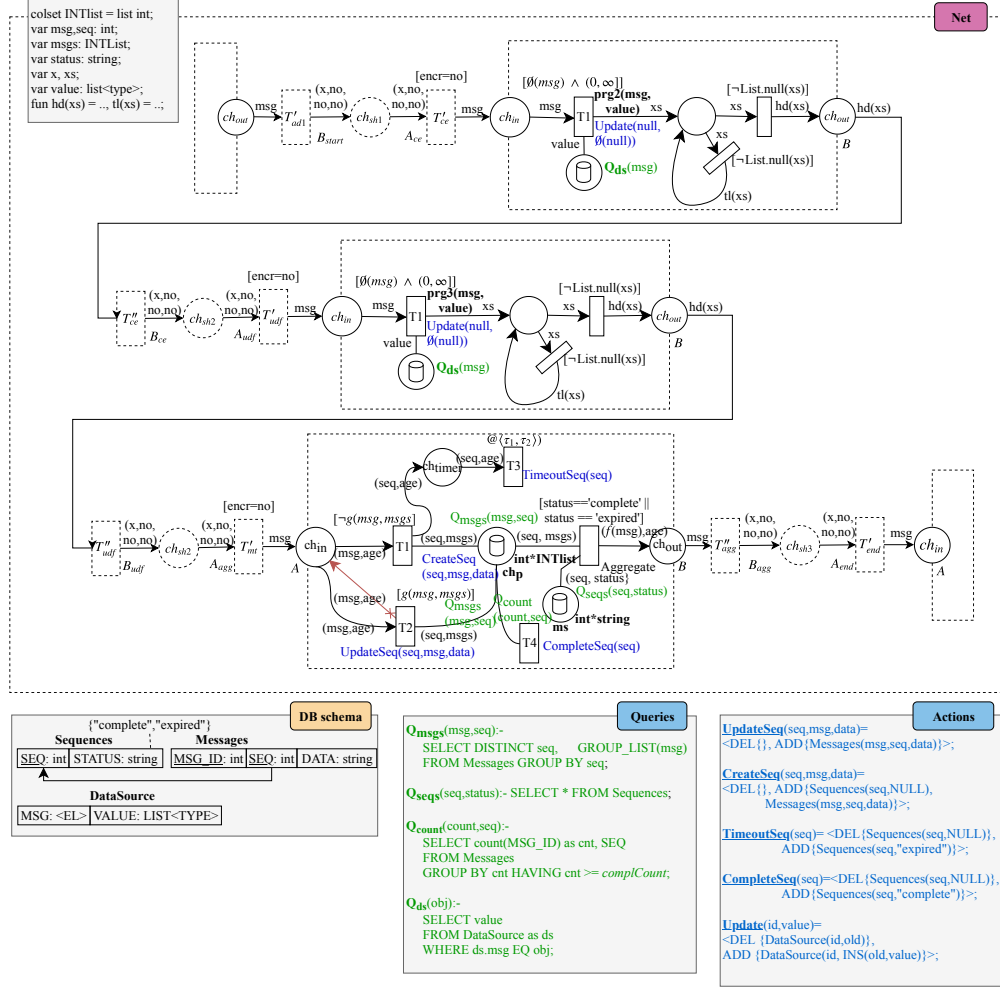 colset INTlist = list int;
var msg,seq: int;
var msgs: INTList;
var status: string;
var x, xs;
var value: list<type>;
fun hd(xs) = .., tl(xs) = ..;
Net
ch_out
msg
T'_ad1
(x,no,
no,no)
B_start
ch_sh1
(x,no,
no,no)
A_ce
[encr=no]
T'_ce
msg
ch_in
[∅(msg) ∧ (0,∞]]
msg
T1
prg2(msg,
value)
xs
Update(null,
∅(null))
value
Q_ds(msg)
xs
[¬List.null(xs)]
hd(xs)
xs
[¬List.null(xs)]
tl(xs)
ch_out
B
hd(xs)
T''_ce
(x,no,
no,no)
B_ce
ch_sh2
(x,no,
no,no)
A_udf
[encr=no]
T'_udf
msg
ch_in
[∅(msg) ∧ (0,∞]]
msg
T1
prg3(msg,
value)
xs
Update(null,
∅(null))
value
Q_ds(msg)
xs
[¬List.null(xs)]
hd(xs)
xs
[¬List.null(xs)]
tl(xs)
ch_out
B
hd(xs)
T''_udf
(x,no,
no,no)
B_udf
ch_sh2
(x,no,
no,no)
A_agg
[encr=no]
T'_mt
msg
ch_in
A
[¬g(msg,msgs]
(msg,age)
T1
(seq,age)
ch_timer
(seq,age)
@⟨τ1,τ2⟩)
T3
TimeoutSeq(seq)
(seq,msgs)
CreateSeq
(seq,msg,data)
Q_msgs(msg,seq)
(seq, msgs)
int*INTlist
ch_p
[g(msg,msgs)]
(msg,age)
(msg,age)
T2
(seq,msgs)
UpdateSeq(seq,msg,data)
Q_msgs
(msg,seq)
Q_count
(count,seq)
T4
CompleteSeq(seq)
[status=='complete' ||
status == 'expired']
(f(msg),age)
Aggregate
(seq, status}
Q_seqs(seq,status)
ms
int*string
ch_out
B
msg
T''_agg
(x,no,
no,no)
B_agg
ch_sh3
(x,no,
no,no)
A_end
T'_end
msg
ch_in
A
DB schema
{"complete","expired"}
Sequences
Messages
SEQ: int
STATUS: string
MSG_ID: int
SEQ: int
DATA: string
DataSource
MSG: <EL>
VALUE: LIST<TYPE>
Queries
Q_msgs(msg,seq):-
SELECT DISTINCT seq, GROUP_LIST(msg)
FROM Messages GROUP BY seq;
Q_seqs(seq,status):- SELECT * FROM Sequences;
Q_count(count,seq):-
SELECT count(MSG_ID) as cnt, SEQ
FROM Messages
GROUP BY cnt HAVING cnt >= complCount;
Q_ds(obj):-
SELECT value
FROM DataSource as ds
WHERE ds.msg EQ obj;
Actions
UpdateSeq(seq,msg,data)=
<DEL{}, ADD{Messages(msg,seq,data)}>;
CreateSeq(seq,msg,data)=
<DEL{}, ADD{Sequences(seq,NULL),
Messages(msg,seq,data)}>;
TimeoutSeq(seq)= <DEL{Sequences(seq,NULL)},
ADD{Sequences(seq,"expired")}>;
CompleteSeq(seq)=<DEL{Sequences(seq,NULL)},
ADD{Sequences(seq,"complete")}>;
Update(id,value)=
<DEL {DataSource(id,old)},
ADD {DataSource(id, INS(old,value)}>;